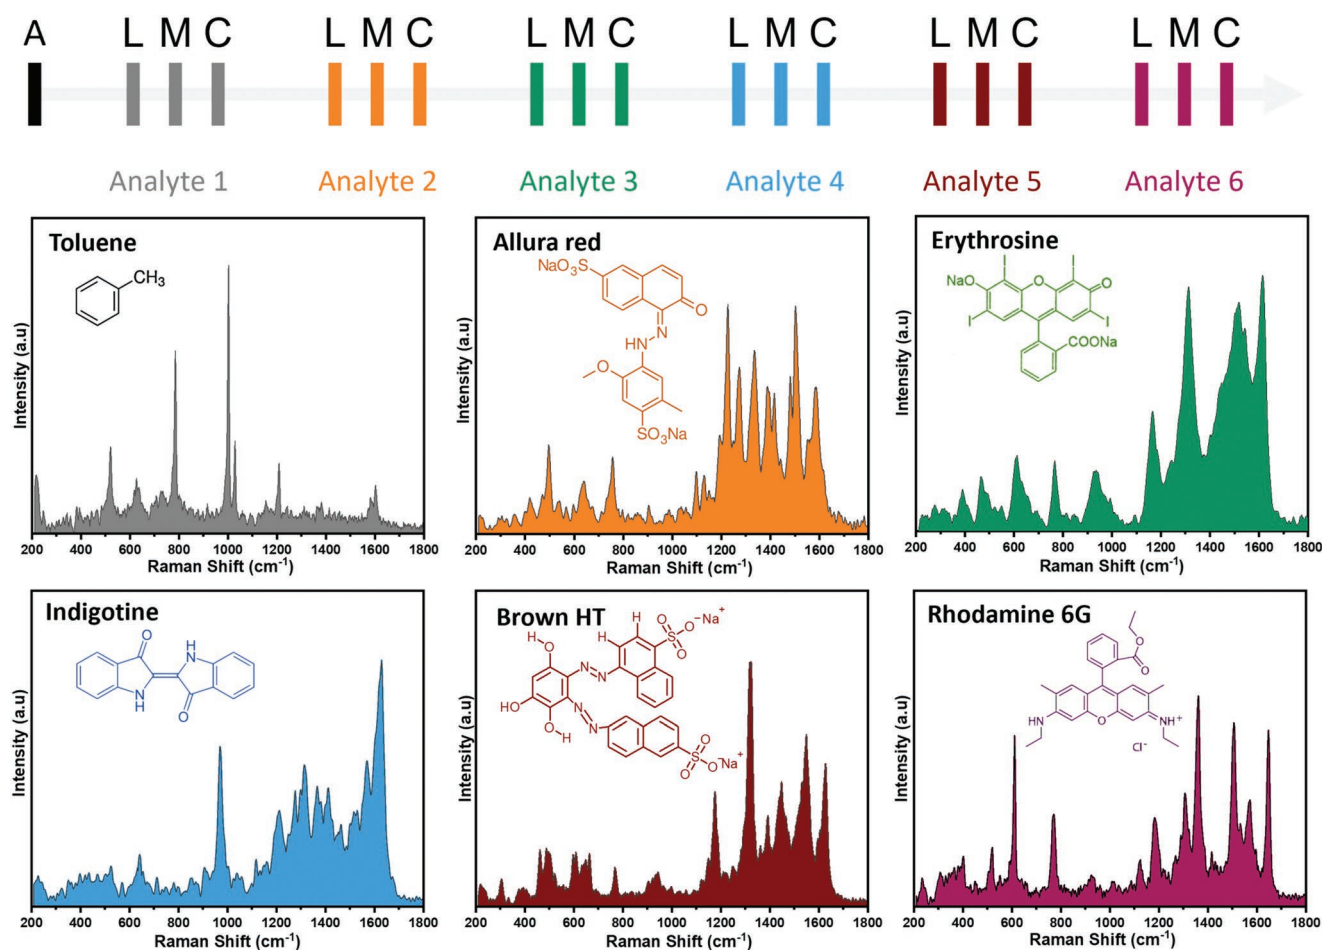 A L M C L M C L M C L M C L M C L M C
Analyte 1 Analyte 2 Analyte 3 Analyte 4 Analyte 5 Analyte 6
Toluene
CH₃
Intensity (a.u)
200 400 600 800 1000 1200 1400 1600 1800
Raman Shift (cm⁻¹)
Allura red
NaO₃S
O
N
HN
O
SO₃Na
Intensity (a.u)
200 400 600 800 1000 1200 1400 1600 1800
Raman Shift (cm⁻¹)
Erythrosine
I I
NaO O O
I I
COONa
Intensity (a.u)
200 400 600 800 1000 1200 1400 1600 1800
Raman Shift (cm⁻¹)
Indigotine
O H
N
N
H O
Intensity (a.u)
200 400 600 800 1000 1200 1400 1600 1800
Raman Shift (cm⁻¹)
Brown HT
H H O O⁻Na⁺
H O S
O
N=N
HO
N=N
O H
O O
S
O O⁻Na⁺
Intensity (a.u)
200 400 600 800 1000 1200 1400 1600 1800
Raman Shift (cm⁻¹)
Rhodamine 6G
O
O
HN O NH⁺
Cl⁻
Intensity (a.u)
200 400 600 800 1000 1200 1400 1600 1800
Raman Shift (cm⁻¹)